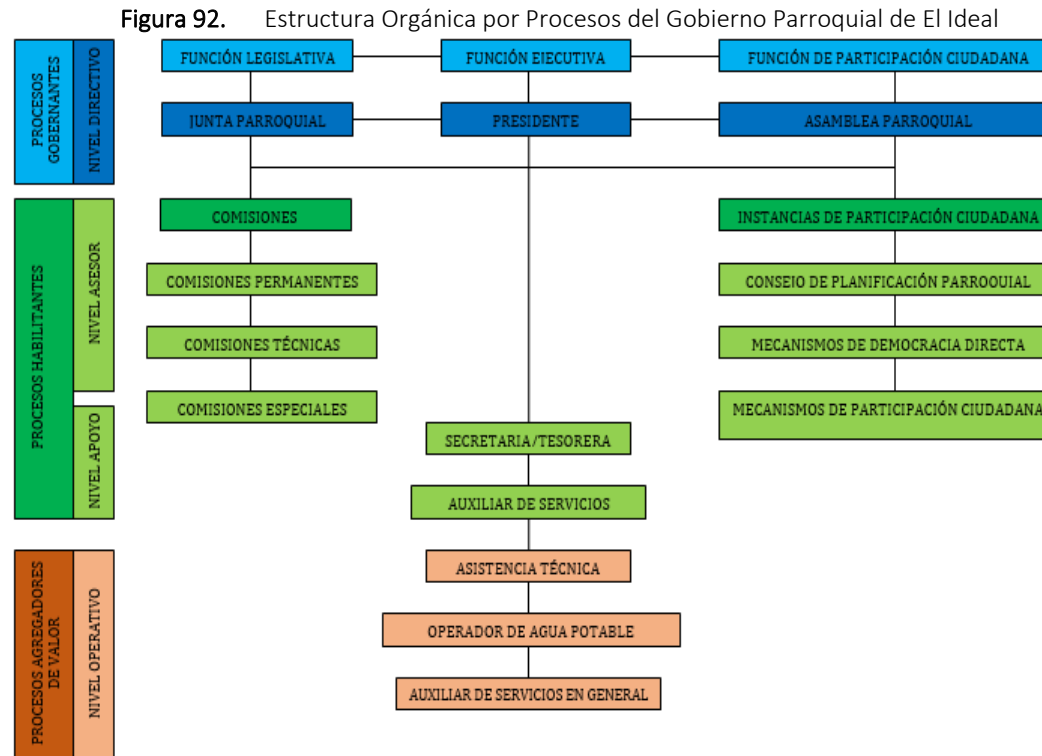 Figura 92. Estructura Orgánica por Procesos del Gobierno Parroquial de El Ideal
PROCESOS
GOBERNANTES
NIVEL DIRECTIVO
FUNCIÓN LEGISLATIVA
FUNCIÓN EJECUTIVA
FUNCIÓN DE PARTICIPACIÓN CIUDADANA
JUNTA PARROQUIAL
PRESIDENTE
ASAMBLEA PARROQUIAL
PROCESOS HABILITANTES
NIVEL ASESOR
COMISIONES
INSTANCIAS DE PARTICIPACIÓN CIUDADANA
COMISIONES PERMANENTES
CONSEJO DE PLANIFICACIÓN PARROQUIAL
COMISIONES TÉCNICAS
MECANISMOS DE DEMOCRACIA DIRECTA
COMISIONES ESPECIALES
MECANISMOS DE PARTICIPACIÓN CIUDADANA
NIVEL APOYO
SECRETARIA/TESORERA
AUXILIAR DE SERVICIOS
PROCESOS AGREGADORES
DE VALOR
NIVEL OPERATIVO
ASISTENCIA TÉCNICA
OPERADOR DE AGUA POTABLE
AUXILIAR DE SERVICIOS EN GENERAL